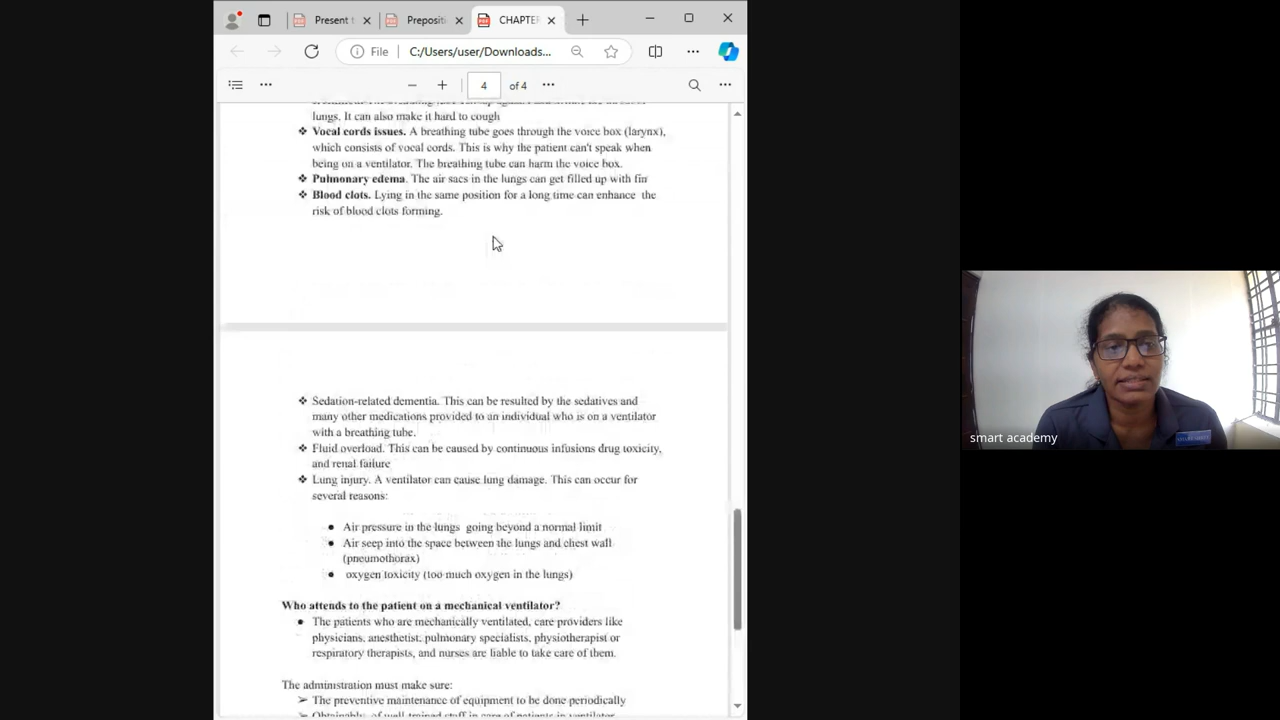 Present
Preposit
CHAPTE
File
C:/Users/user/Downloads...
4 of 4
lungs. It can also make it hard to cough
❖ Vocal cords issues. A breathing tube goes through the voice box (larynx),
which consists of vocal cords. This is why the patient can't speak when
being on a ventilator. The breathing tube can harm the voice box.
❖ Pulmonary edema. The air sacs in the lungs can get filled up with
❖ Blood clots. Lying in the same position for a long time can enhance the
risk of blood clots forming.
❖ Sedation-related dementia. This can be resulted by the sedatives and
many other medications provided to an individual who is on a ventilator
with a breathing tube.
❖ Fluid overload. This can be caused by continuous infusions drug toxicity,
and renal failure
❖ Lung injury. A ventilator can cause lung damage. This can occur for
several reasons:
● Air pressure in the lungs going beyond a normal limit
● Air seep into the space between the lungs and chest wall
(pneumothorax)
● oxygen toxicity (too much oxygen in the lungs)
Who attends to the patient on a mechanical ventilator?
● The patients who are mechanically ventilated, care providers like
physicians, anesthetist, pulmonary specialists, physiotherapist or
respiratory therapists, and nurses are liable to take care of them.
The administration must make sure:
➢ The preventive maintenance of equipment to be done periodically
of well-trained staff in care of patients in ventilator
smart academy